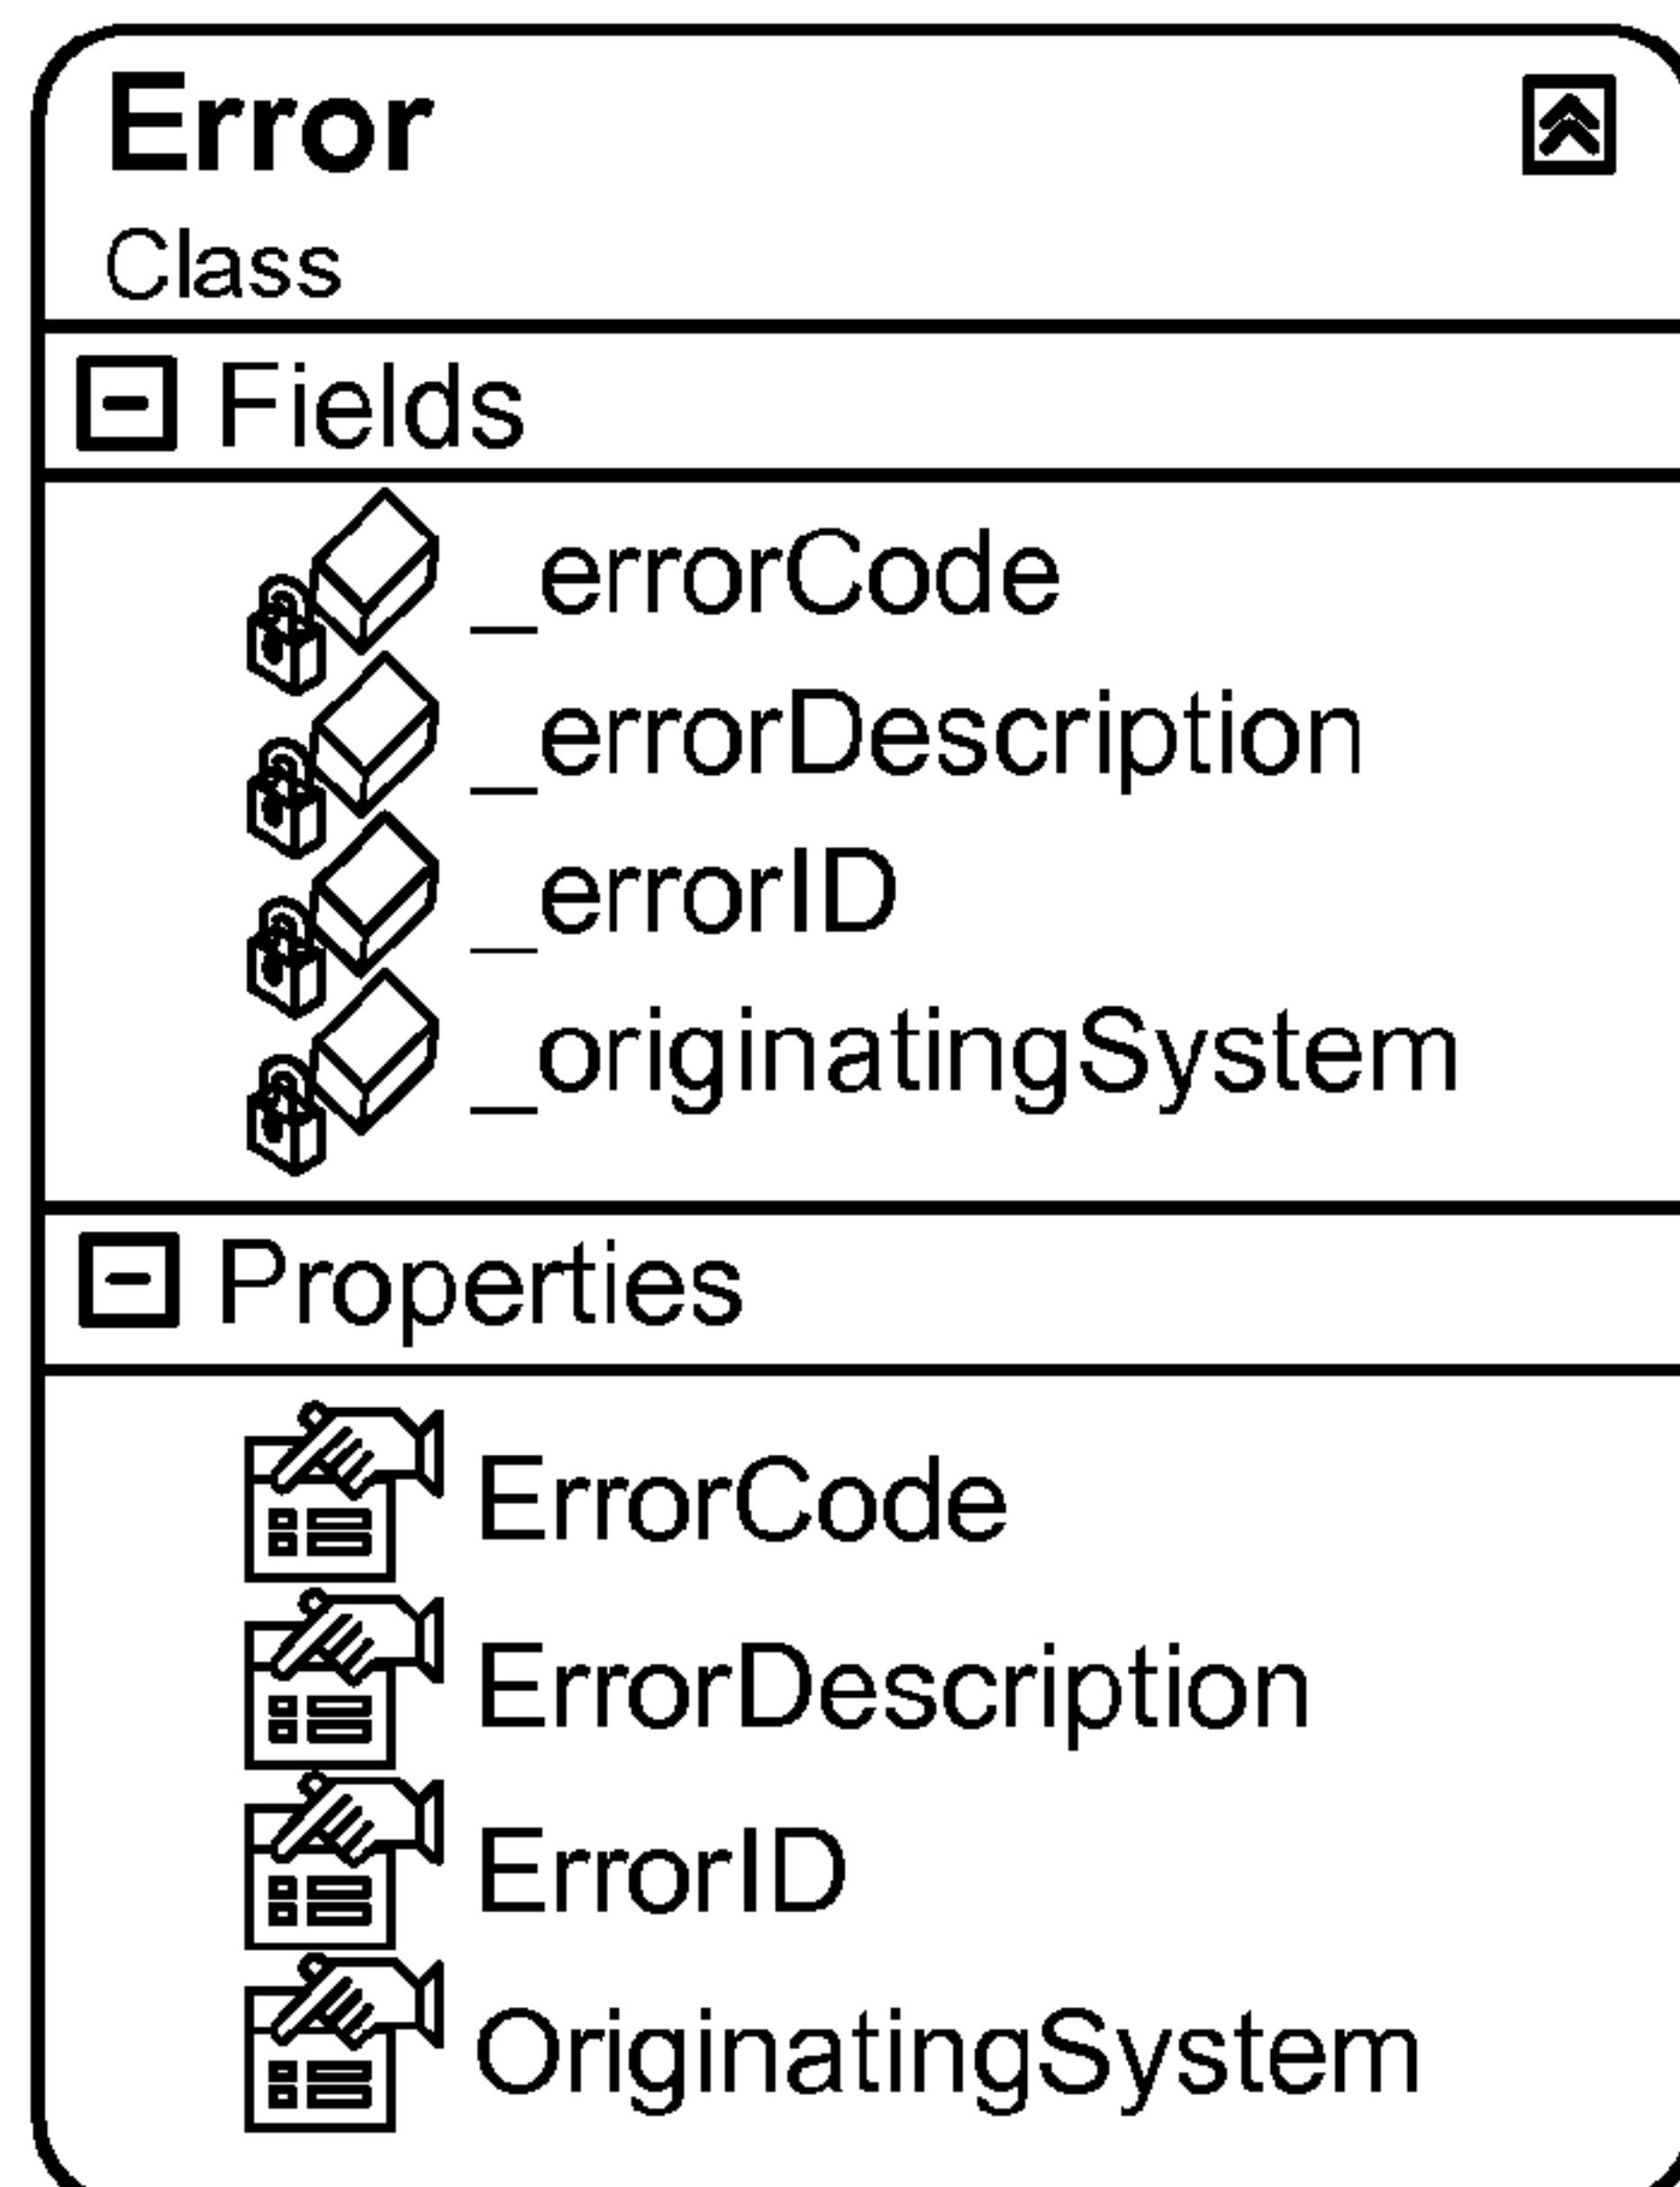 Error
Class
Fields
_errorCode
_errorDescription
_errorID
_originatingSystem
Properties
ErrorCode
ErrorDescription
ErrorID
OriginatingSystem